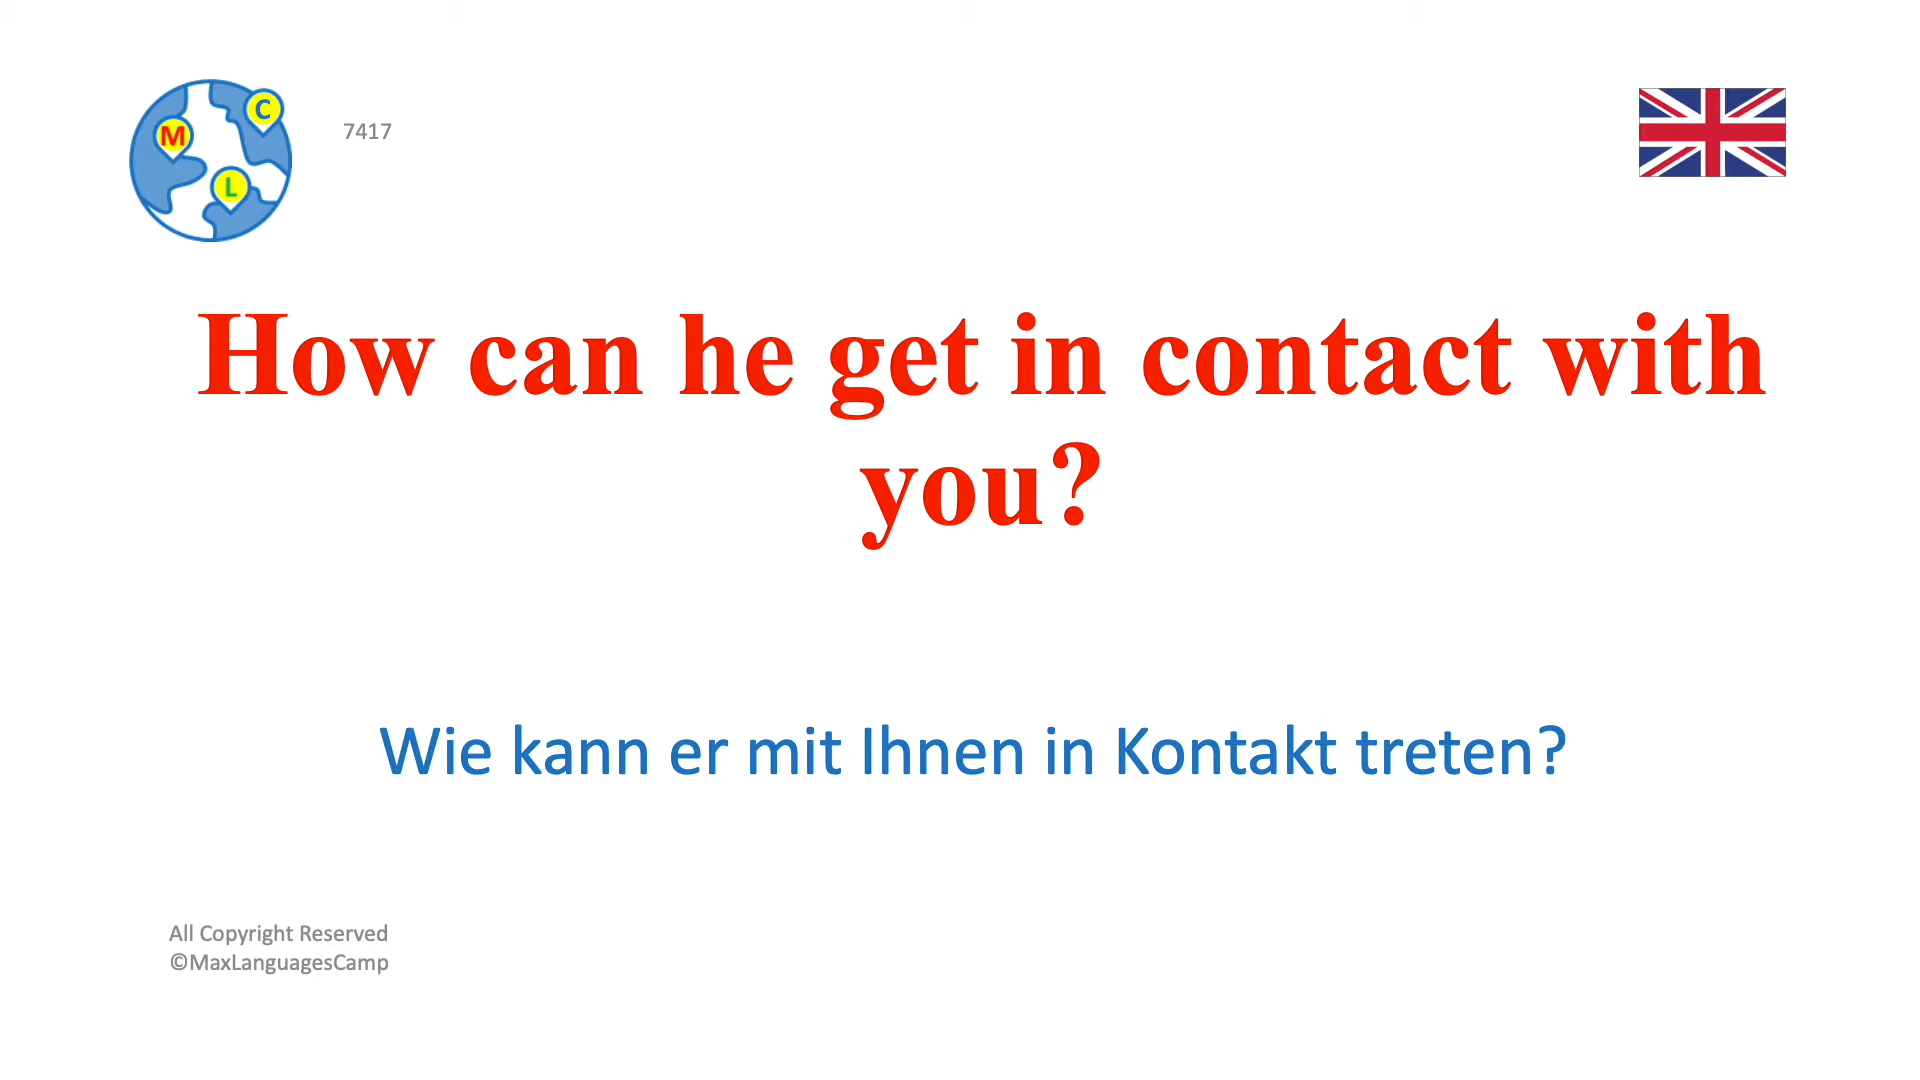 M
C
L
7417
How can he get in contact with
you?
Wie kann er mit Ihnen in Kontakt treten?
All Copyright Reserved
©MaxLanguagesCamp